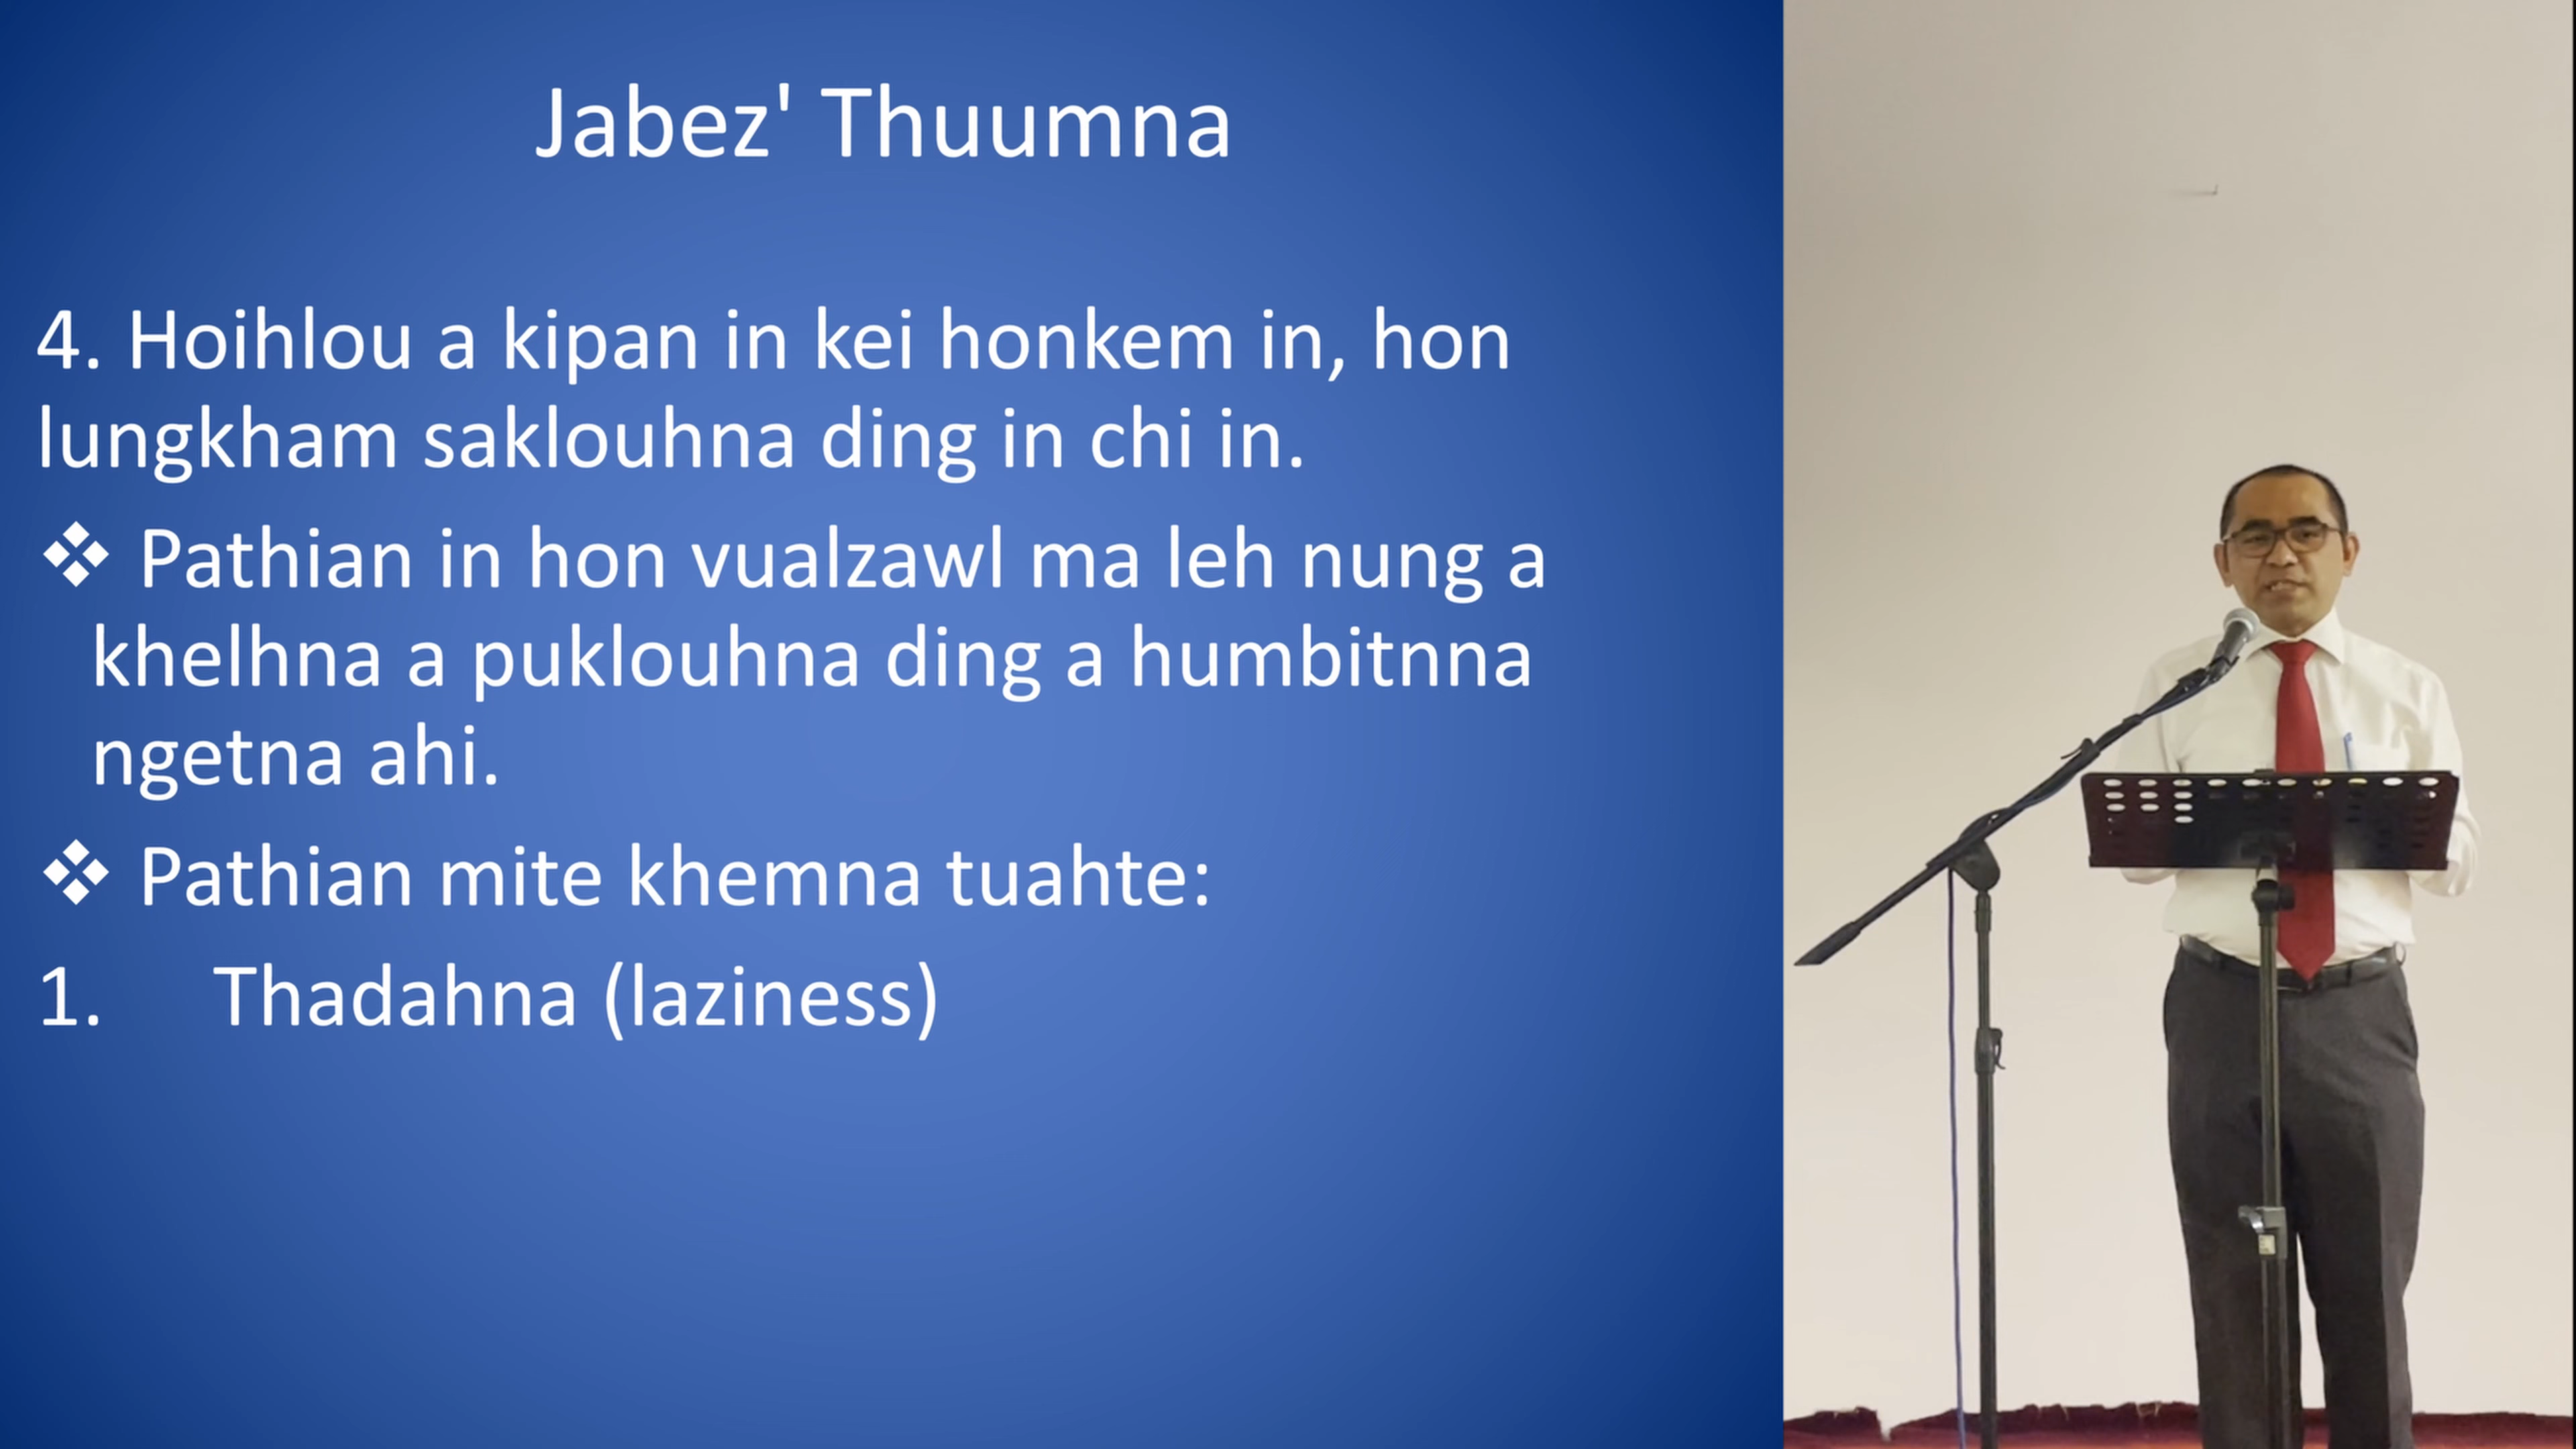 Jabez' Thuumna
4. Hoihlou a kipan in kei honkem in, hon
lungkham saklouhna ding in chi in.
❖ Pathian in hon vualzawl ma leh nung a
khelhna a puklouhna ding a humbitnna
ngetna ahi.
❖ Pathian mite khemna tuahte:
1. Thadahna (laziness)